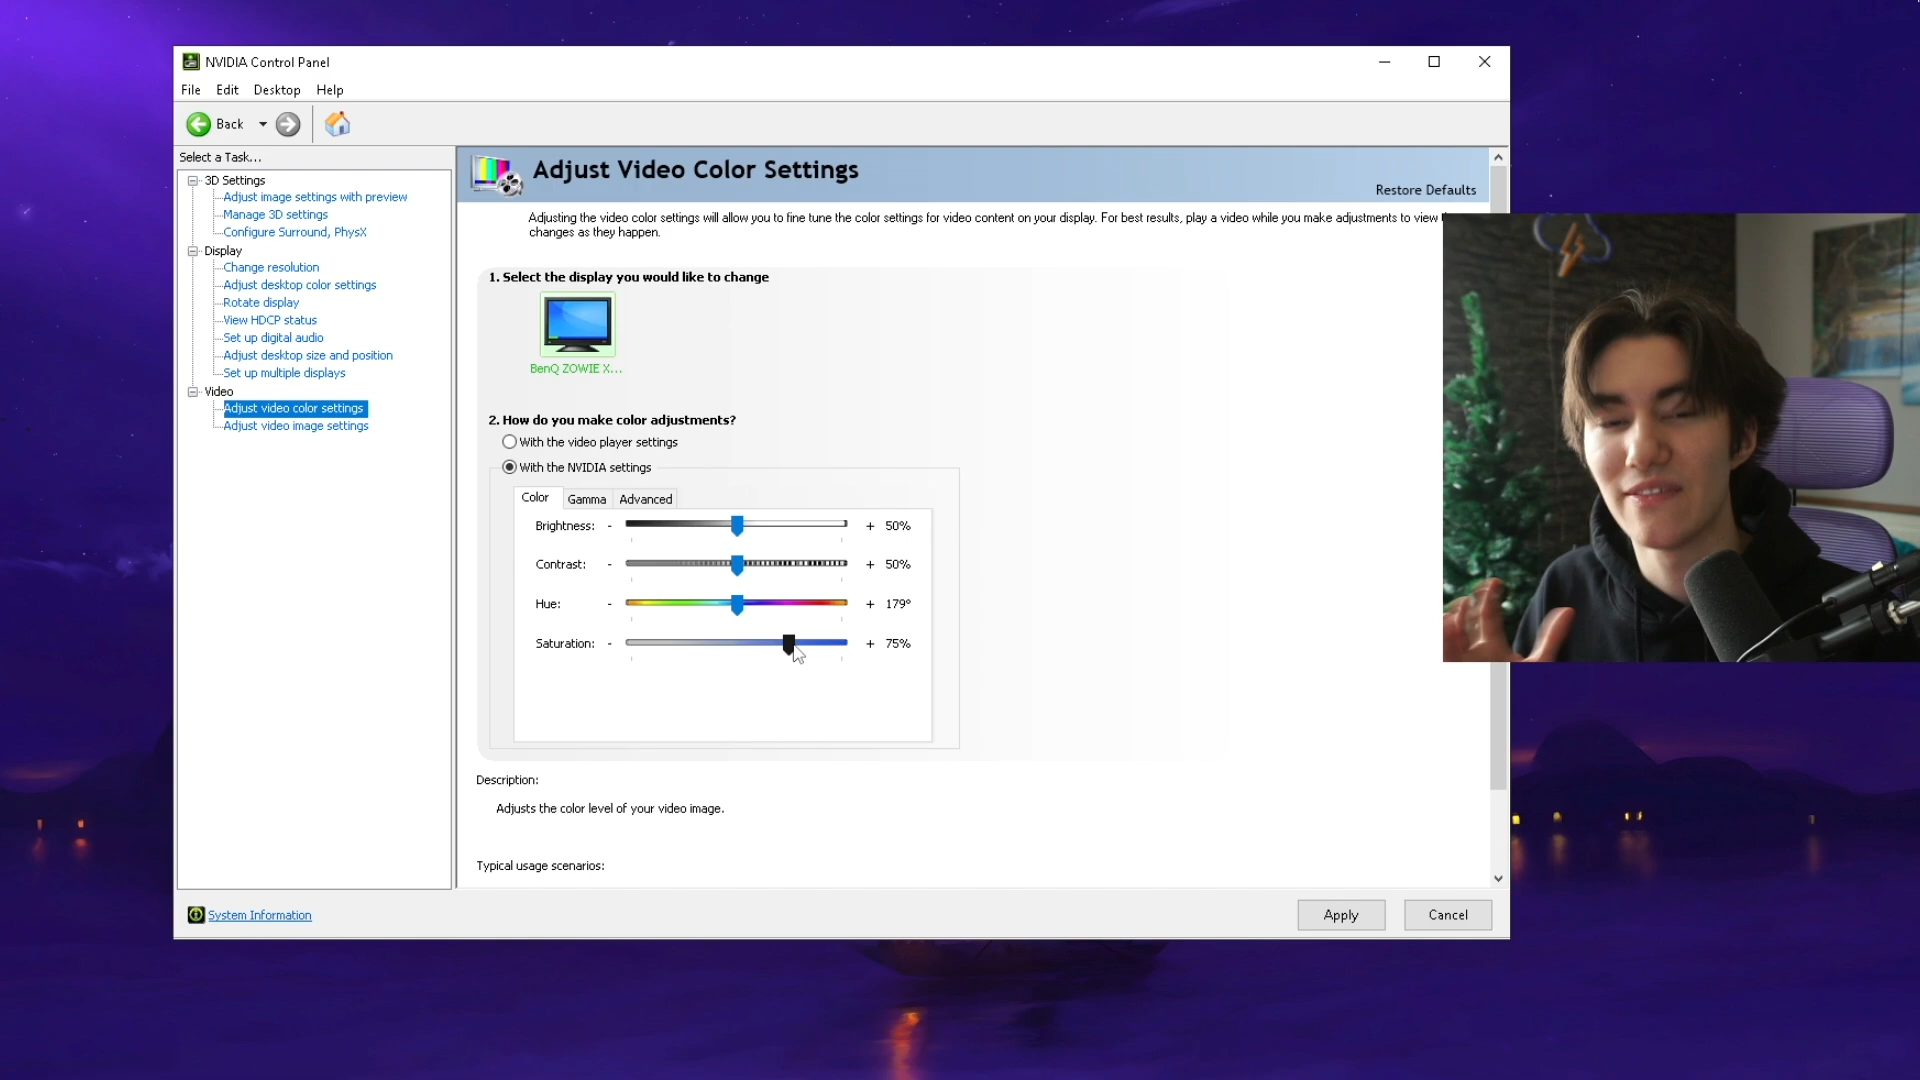 NVIDIA Control Panel
File Edit Desktop Help
Back
Select a Task...
3D Settings
Adjust image settings with preview
Manage 3D settings
Configure Surround, PhysX
Display
Change resolution
Adjust desktop color settings
Rotate display
View HDCP status
Set up digital audio
Adjust desktop size and position
Set up multiple displays
Video
Adjust video color settings
Adjust video image settings
System Information
Adjust Video Color Settings
Restore Defaults
Adjusting the video color settings will allow you to fine tune the color settings for video content on your display. For best results, play a video while you make adjustments to view
changes as they happen.
1. Select the display you would like to change
BenQ ZOWIE X...
2. How do you make color adjustments?
With the video player settings
With the NVIDIA settings
Color Gamma Advanced
Brightness: - + 50%
Contrast: - + 50%
Hue: - + 179°
Saturation: - + 75%
Description:
Adjusts the color level of your video image.
Typical usage scenarios:
Apply Cancel